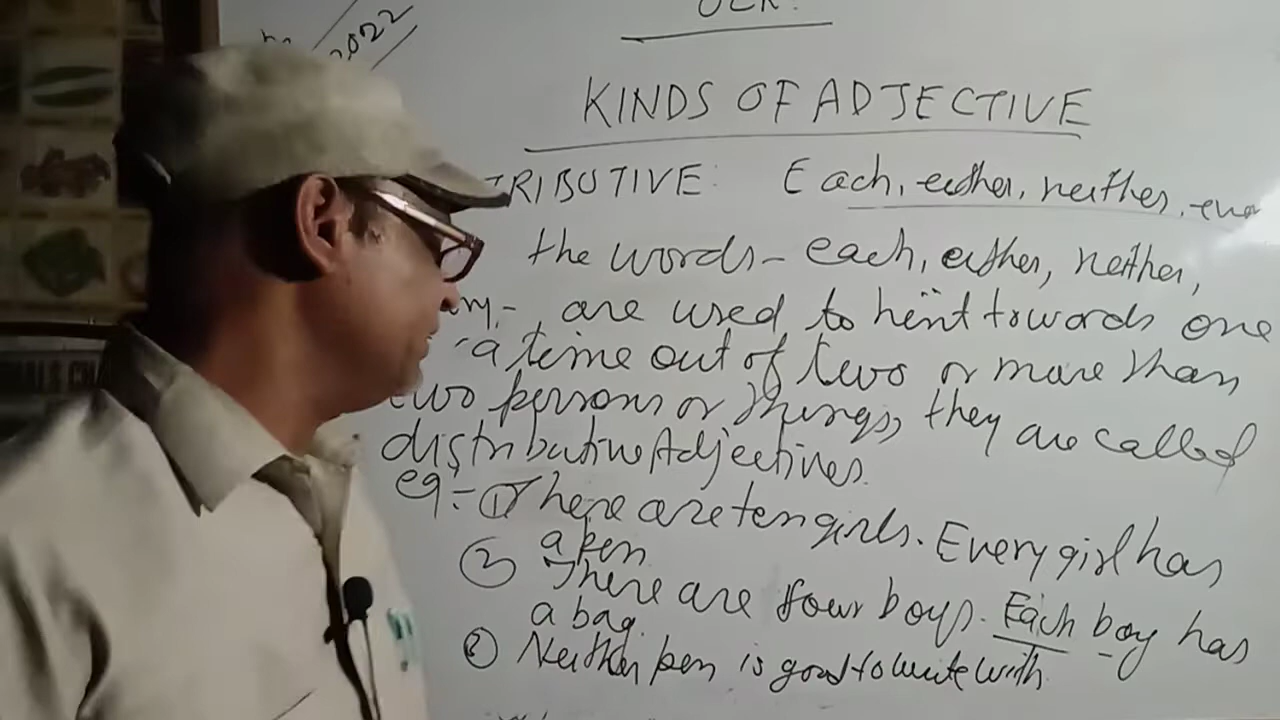 2022
KINDS OF ADJECTIVE
TRIBUTIVE: Each, either, neither,
the words - each, either, neither,
are used to hint towards one
a time out of two or more than
two persons or things, they are called
distributive Adjectives.
eg:- ① There are ten girls. Every girl has
a pen
② There are four boys. Each boy has
a bag.
③ Neither pen is good to write with.